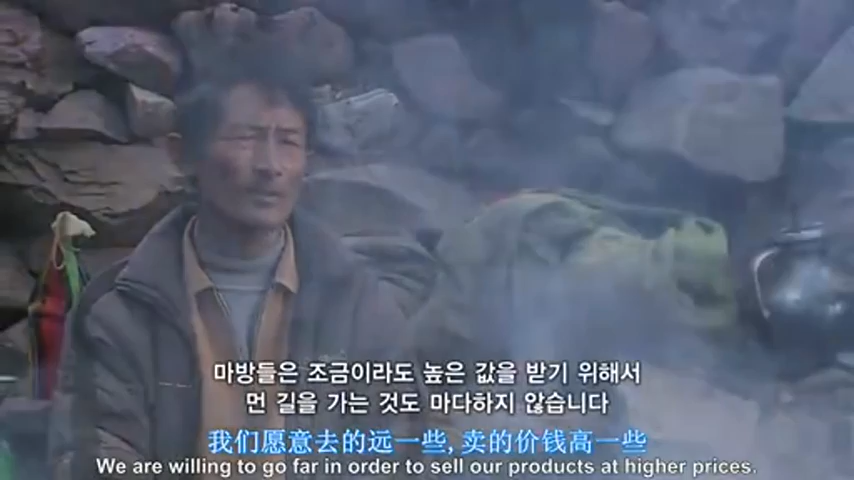 마방들은 조금이라도 높은 값을 받기 위해서
먼 길을 가는 것도 마다하지 않습니다
我们愿意去的远一些,卖的价钱高一些
We are willing to go far in order to sell our products at higher prices.